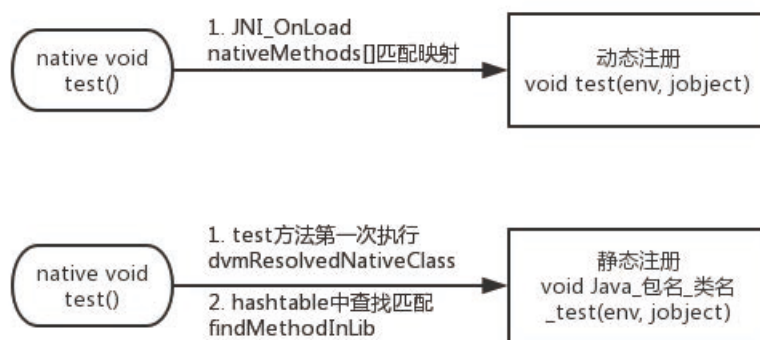 native void
test()
1. JNI_OnLoad
nativeMethods[]匹配映射
动态注册
void test(env, jobject)
native void
test()
1. test方法第一次执行
dvmResolvedNativeClass
2. hashtable中查找匹配
findMethodInLib
静态注册
void Java_包名_类名
_test(env, jobject)